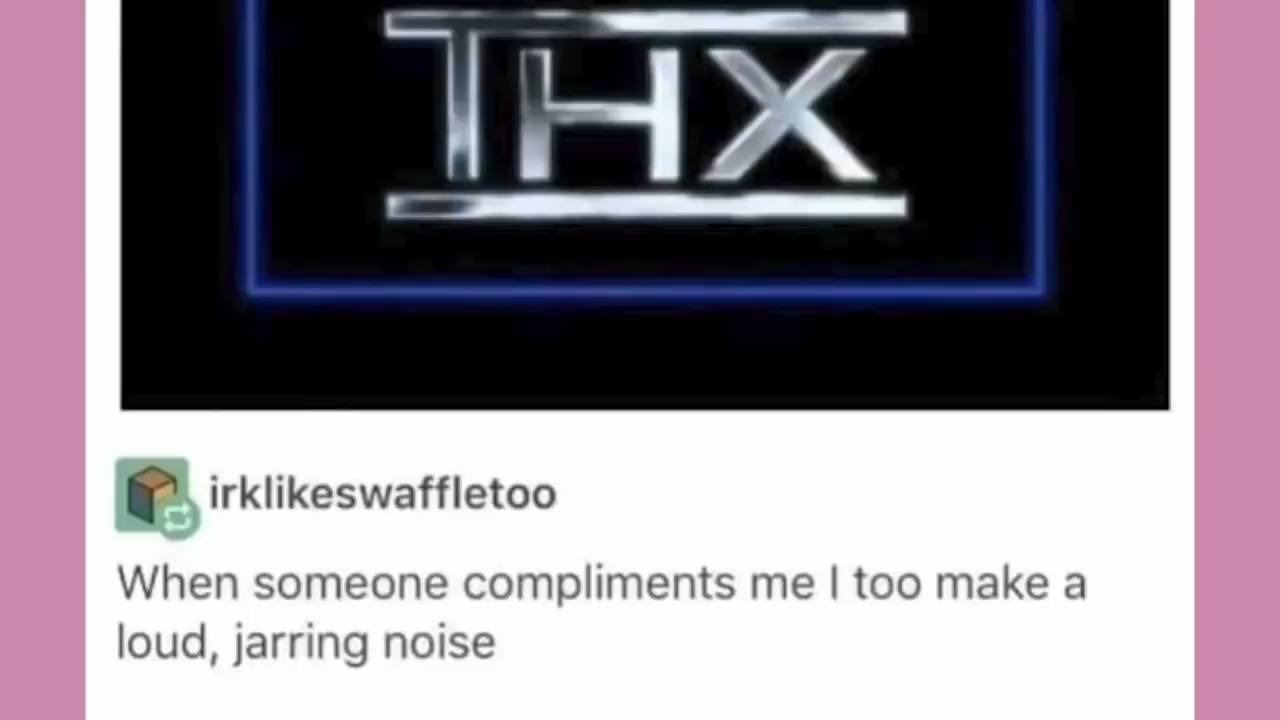 THX
irklikeswaffletoo
When someone compliments me I too make a
loud, jarring noise